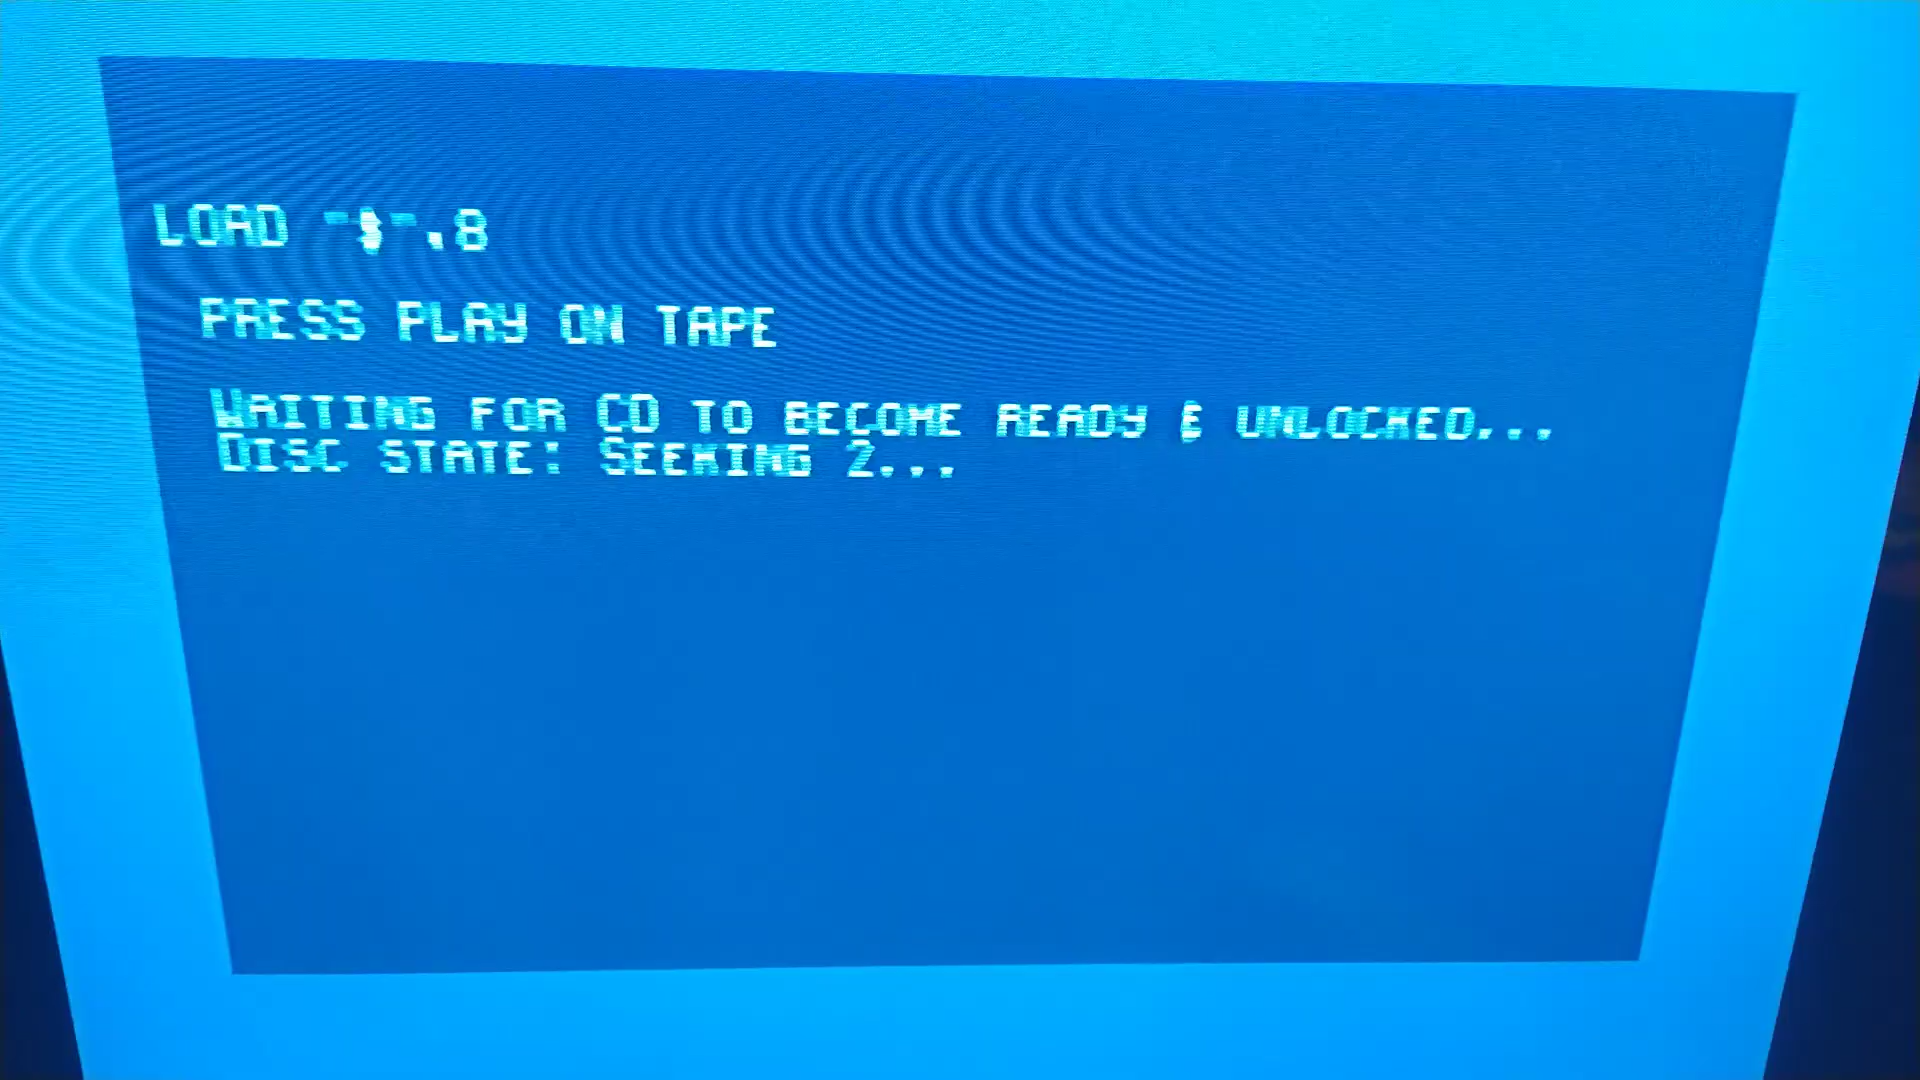 LOAD "$",8
PRESS PLAY ON TAPE
WAITING FOR CD TO BECOME READY & UNLOCKED...
DISC STATE: SEEKING 2...